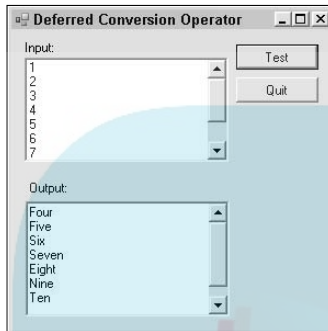 Deferred Conversion Operator
Input:
Test
1
2
Quit
3
4
5
6
7
Output:
Four
Five
Six
Seven
Eight
Nine
Ten